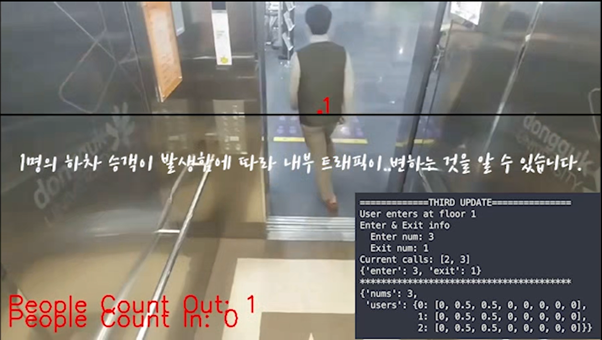 1
1명의 하차 승객이 발생함에 따라 내부 트래픽이..변하는 것을 알 수 있습니다.
dongguk
dongguk
=============THIRD UPDATE===============
User enters at floor 1
Enter & Exit info
  Enter num: 3
  Exit num: 1
Current calls: [2, 3]
{'enter': 3, 'exit': 1}
****************************************
{'nums': 3,
 'users': {0: [0, 0.5, 0.5, 0, 0, 0, 0, 0],
           1: [0, 0.5, 0.5, 0, 0, 0, 0, 0],
           2: [0, 0.5, 0.5, 0, 0, 0, 0, 0]}}
People Count Out: 1
People Count In: 0